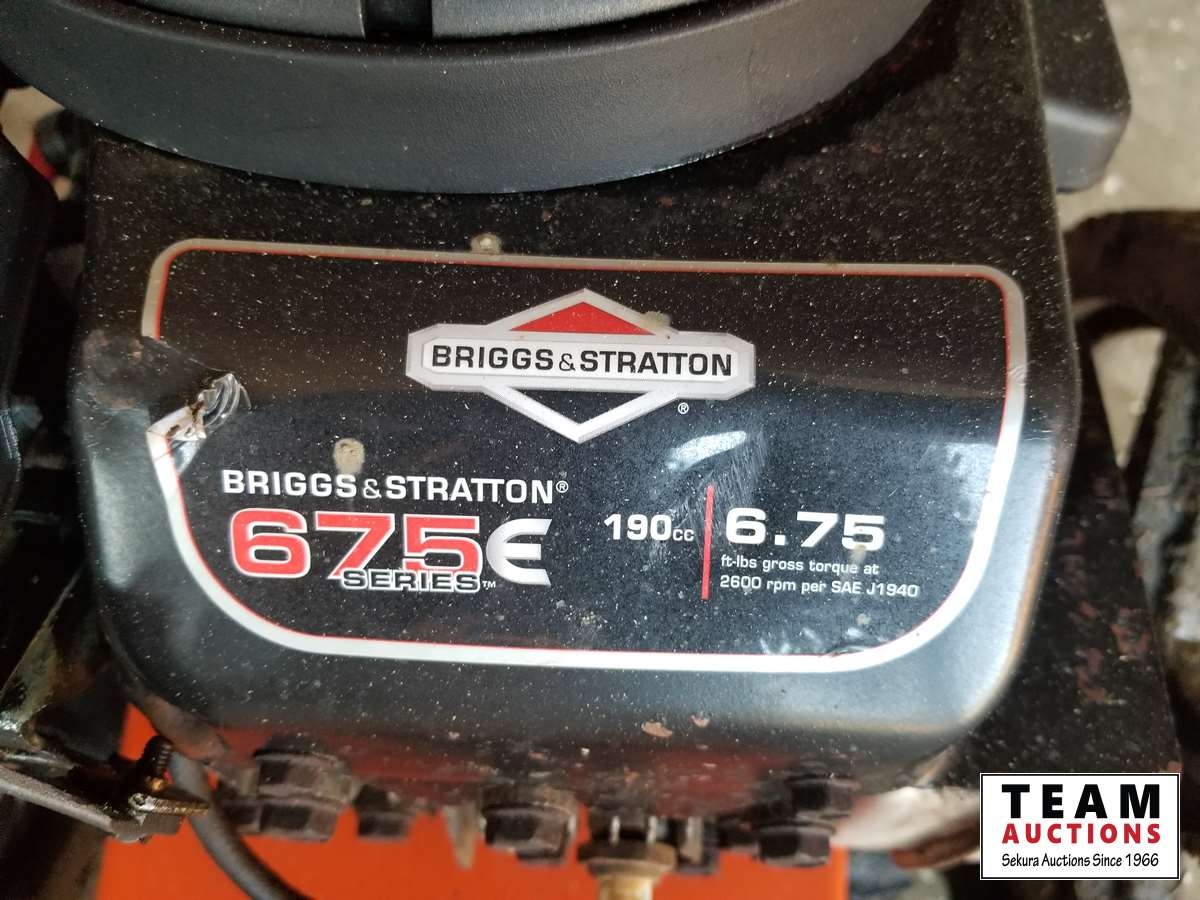 BRIGGS & STRATTON
®
BRIGGS & STRATTON®
675E 190cc 6.75
SERIES™
ft-lbs gross torque at
2600 rpm per SAE J1940
TEAM
AUCTIONS
Sekura Auctions Since 1966